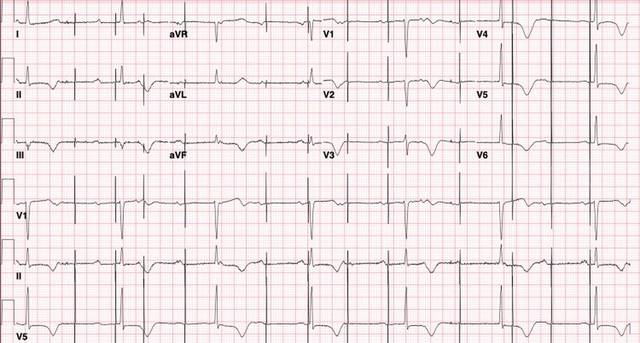 I aVR V1 V4
II aVL V2 V5
III aVF V3 V6
V1
II
V5